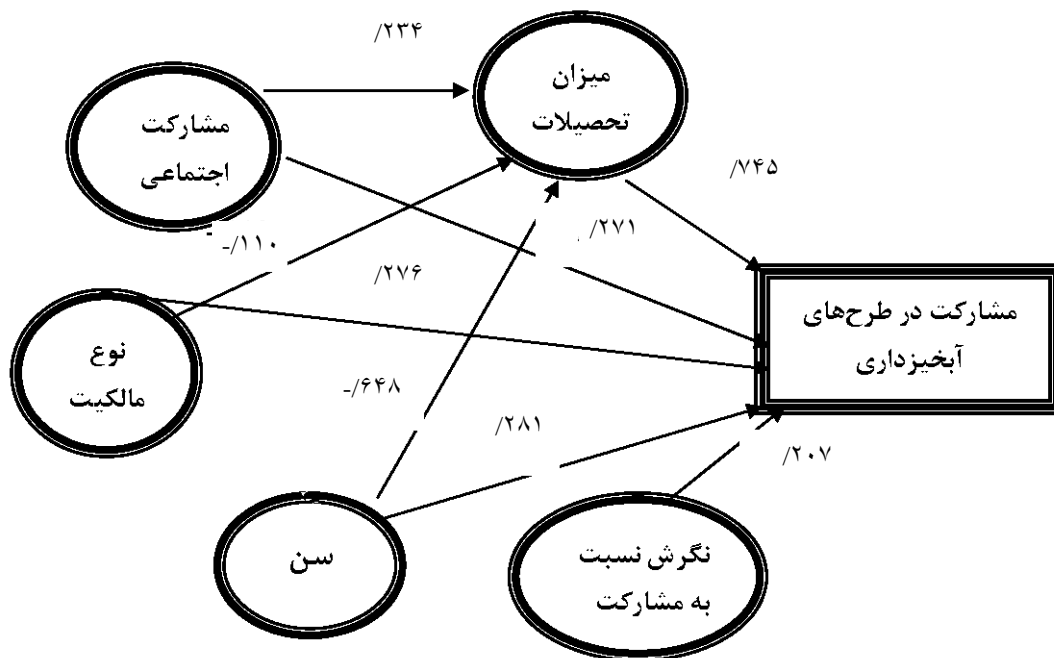 /۲۳۴
میزان
تحصیلات
مشارکت
اجتماعی
/۷۴۵
/۲۷۱
-/۱۱۰
/۲۷۶
مشارکت در طرح‌های
آبخیزداری
نوع
مالکیت
-/۶۴۸
/۲۸۱
/۲۰۷
سن
نگرش نسبت
به مشارکت